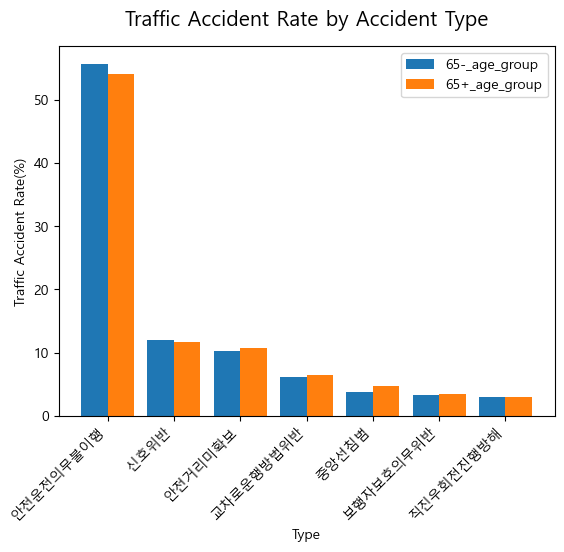 Traffic Accident Rate by Accident Type
65-_age_group
65+_age_group
Traffic Accident Rate(%)
50
40
30
20
10
0
안전운전의무불이행
신호위반
안전거리미확보
교차로운행방법위반
중앙선침범
보행자보호의무위반
직진우회전진행방해
Type